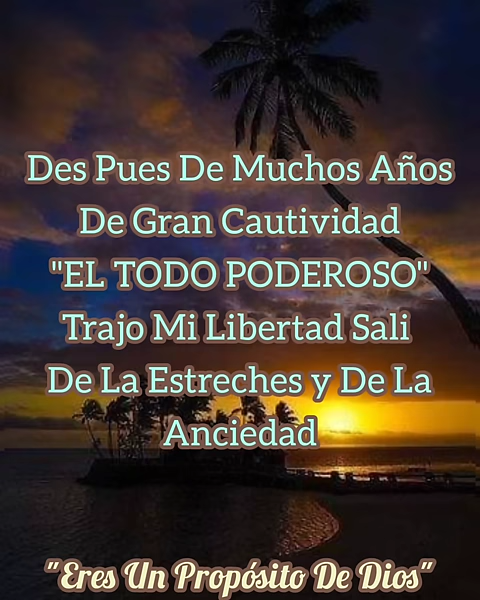 Des Pues De Muchos Años
De Gran Cautividad
"EL TODO PODEROSO"
Trajo Mi Libertad Sali
De La Estreches y De La
Anciedad
"Eres Un Propósito De Dios"